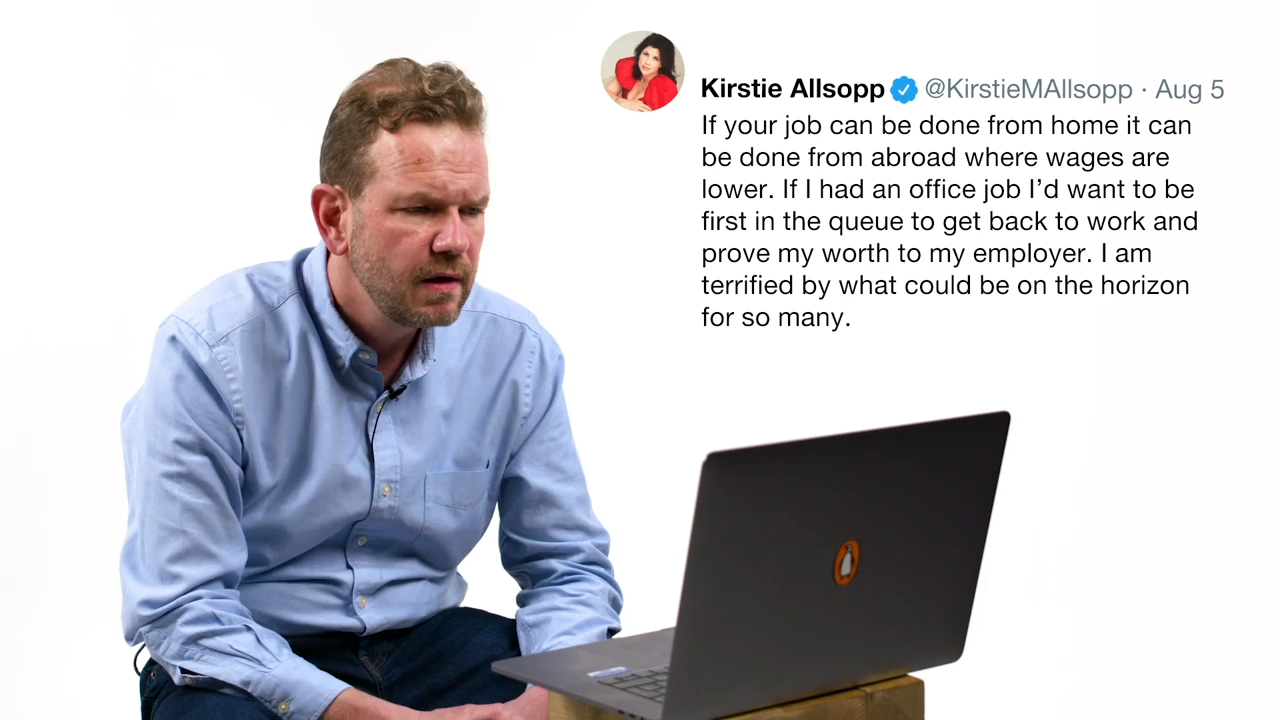 Kirstie Allsopp @KirstieMAllsopp · Aug 5
If your job can be done from home it can
be done from abroad where wages are
lower. If I had an office job I’d want to be
first in the queue to get back to work and
prove my worth to my employer. I am
terrified by what could be on the horizon
for so many.